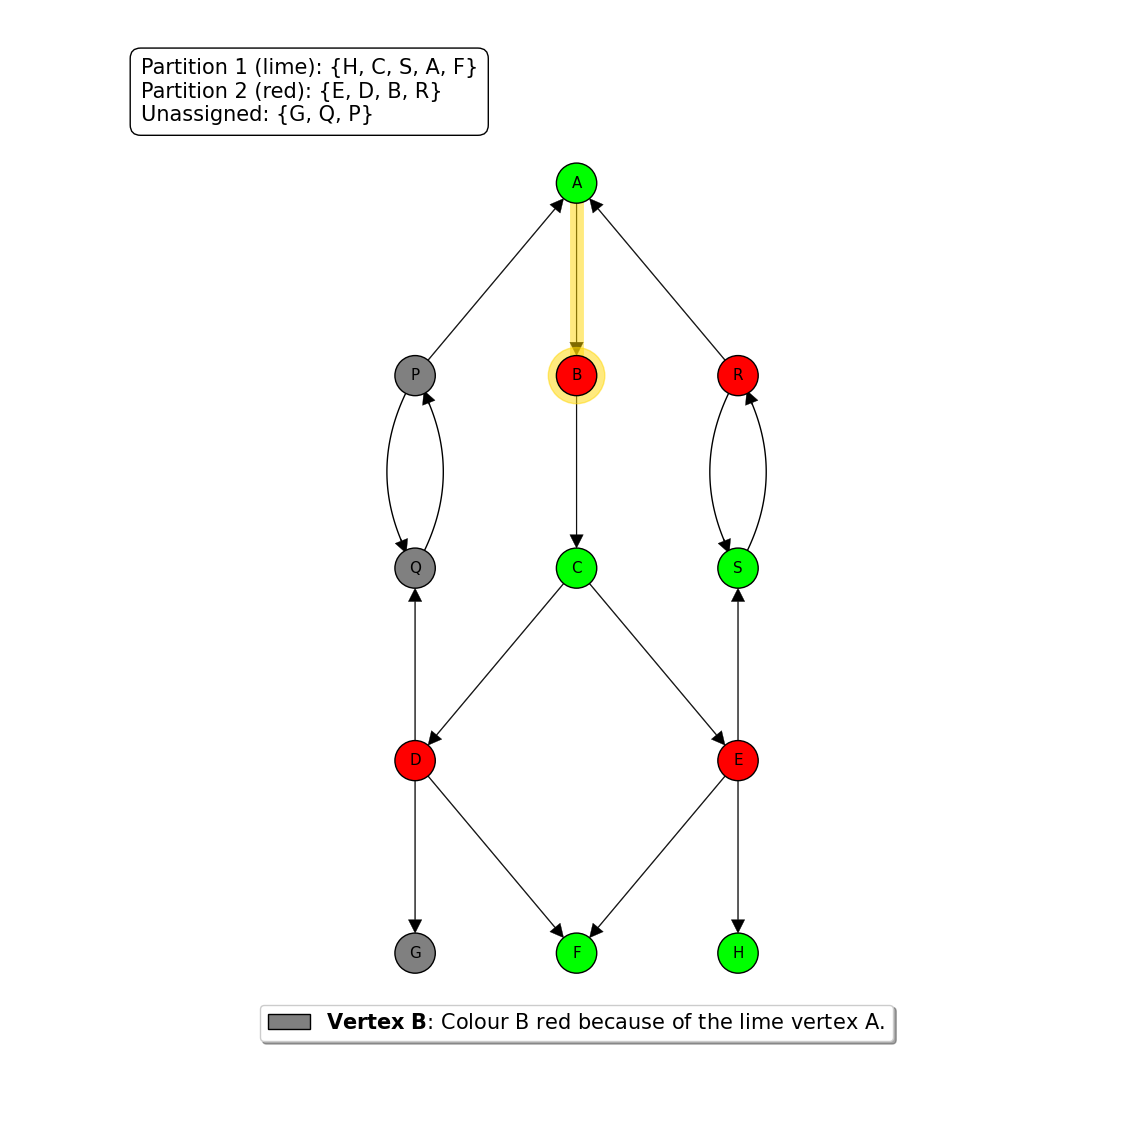 Partition 1 (lime): {H, C, S, A, F}
Partition 2 (red): {E, D, B, R}
Unassigned: {G, Q, P}
A
P B R
Q C S
D E
G F H
Vertex B: Colour B red because of the lime vertex A.